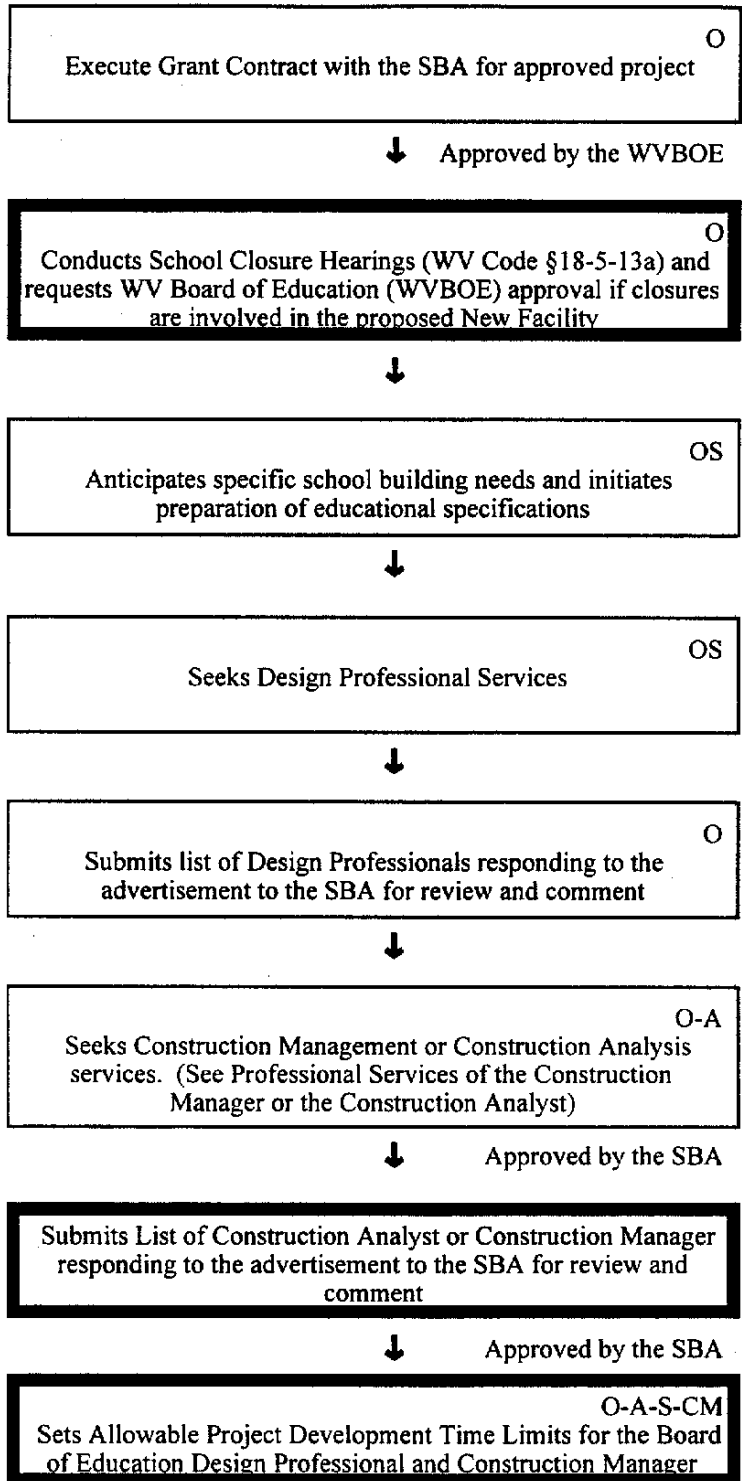 O
Execute Grant Contract with the SBA for approved project
↓ Approved by the WVBOE
O
Conducts School Closure Hearings (WV Code §18-5-13a) and
requests WV Board of Education (WVBOE) approval if closures
are involved in the proposed New Facility
↓
OS
Anticipates specific school building needs and initiates
preparation of educational specifications
↓
OS
Seeks Design Professional Services
↓
O
Submits list of Design Professionals responding to the
advertisement to the SBA for review and comment
↓
O-A
Seeks Construction Management or Construction Analysis
services. (See Professional Services of the Construction
Manager or the Construction Analyst)
↓ Approved by the SBA
Submits List of Construction Analyst or Construction Manager
responding to the advertisement to the SBA for review and
comment
↓ Approved by the SBA
O-A-S-CM
Sets Allowable Project Development Time Limits for the Board
of Education Design Professional and Construction Manager